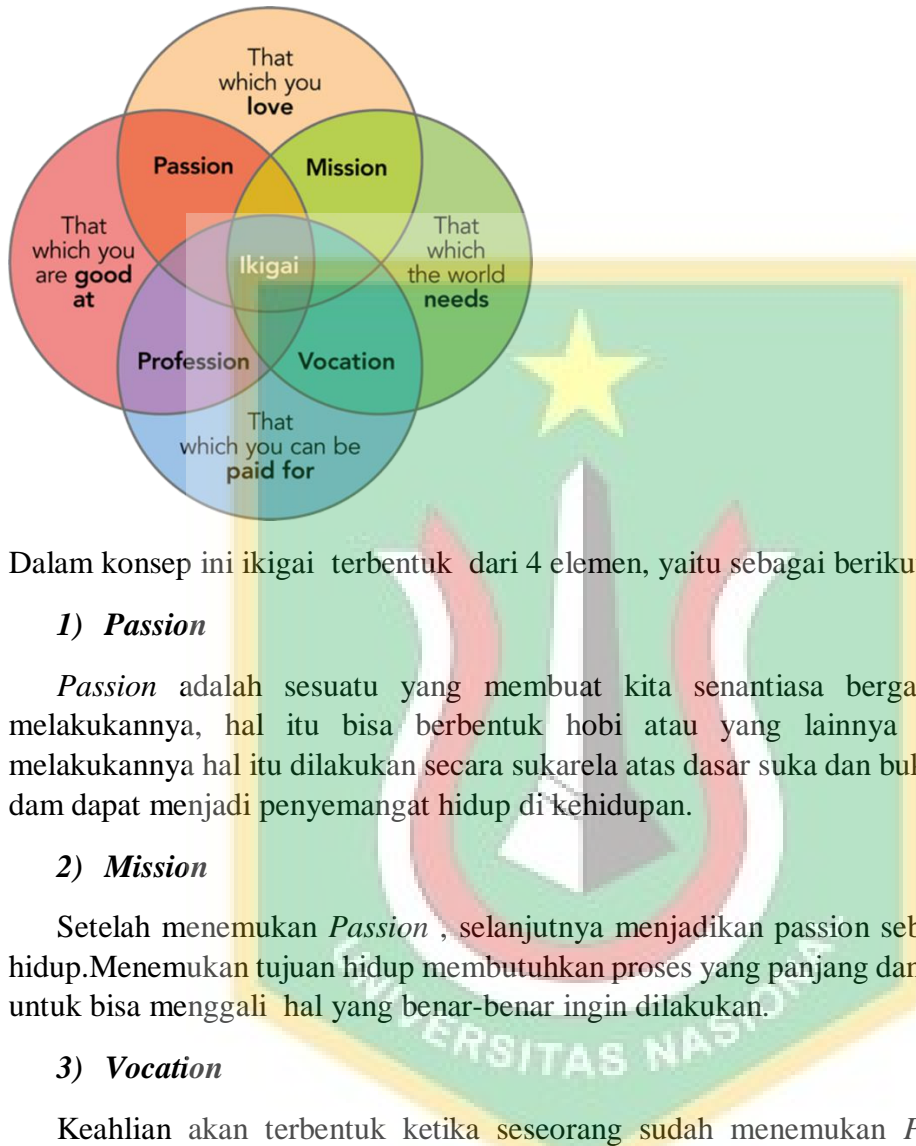 That
which you
love
Passion
Mission
That
which you
are good
at
That
which
the world
needs
Ikigai
Profession
Vocation
That
which you can be
paid for
Dalam konsep ini ikigai terbentuk dari 4 elemen, yaitu sebagai beriku
1) Passion
Passion adalah sesuatu yang membuat kita senantiasa berga
melakukannya, hal itu bisa berbentuk hobi atau yang lainnya
melakukannya hal itu dilakukan secara sukarela atas dasar suka dan bul
dam dapat menjadi penyemangat hidup di kehidupan.
2) Mission
Setelah menemukan Passion , selanjutnya menjadikan passion seb
hidup.Menemukan tujuan hidup membutuhkan proses yang panjang dan
untuk bisa menggali hal yang benar-benar ingin dilakukan.
3) Vocation
Keahlian akan terbentuk ketika seseorang sudah menemukan
UNIVERSITAS NASIONAL